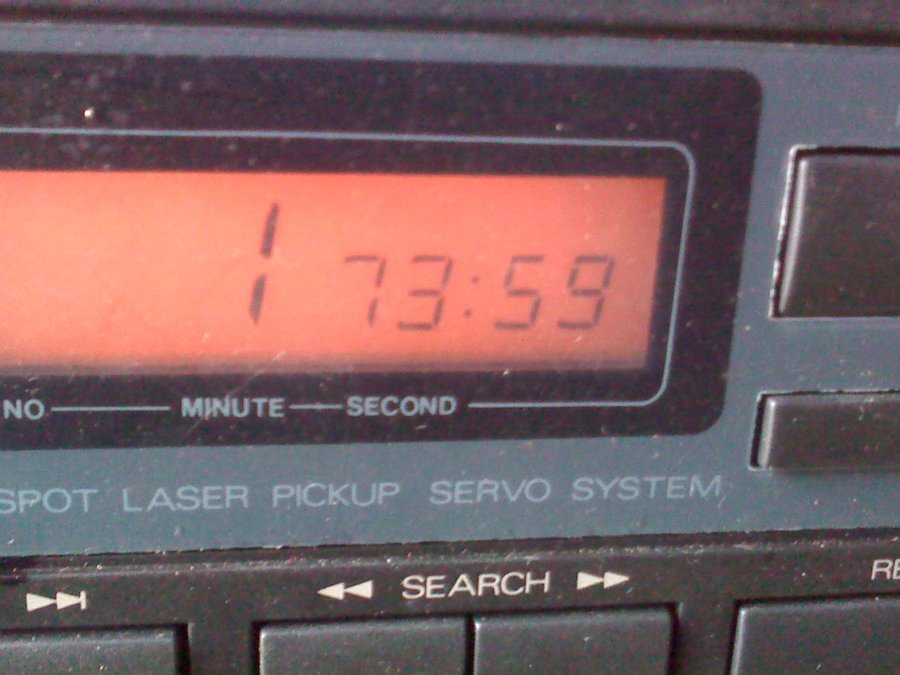 1 73:59
NO MINUTE SECOND
SPOT LASER PICKUP SERVO SYSTEM
SEARCH